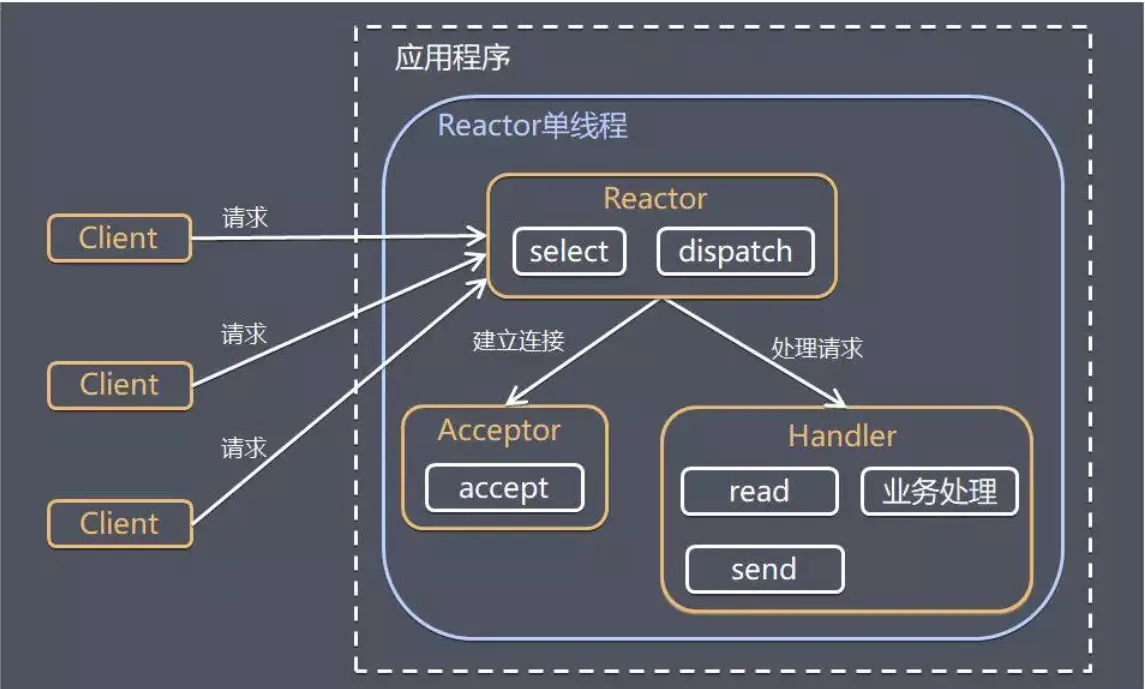 应用程序
Reactor单线程
Reactor
select
dispatch
Client
请求
Client
请求
Client
请求
建立连接
处理请求
Acceptor
accept
Handler
read
业务处理
send